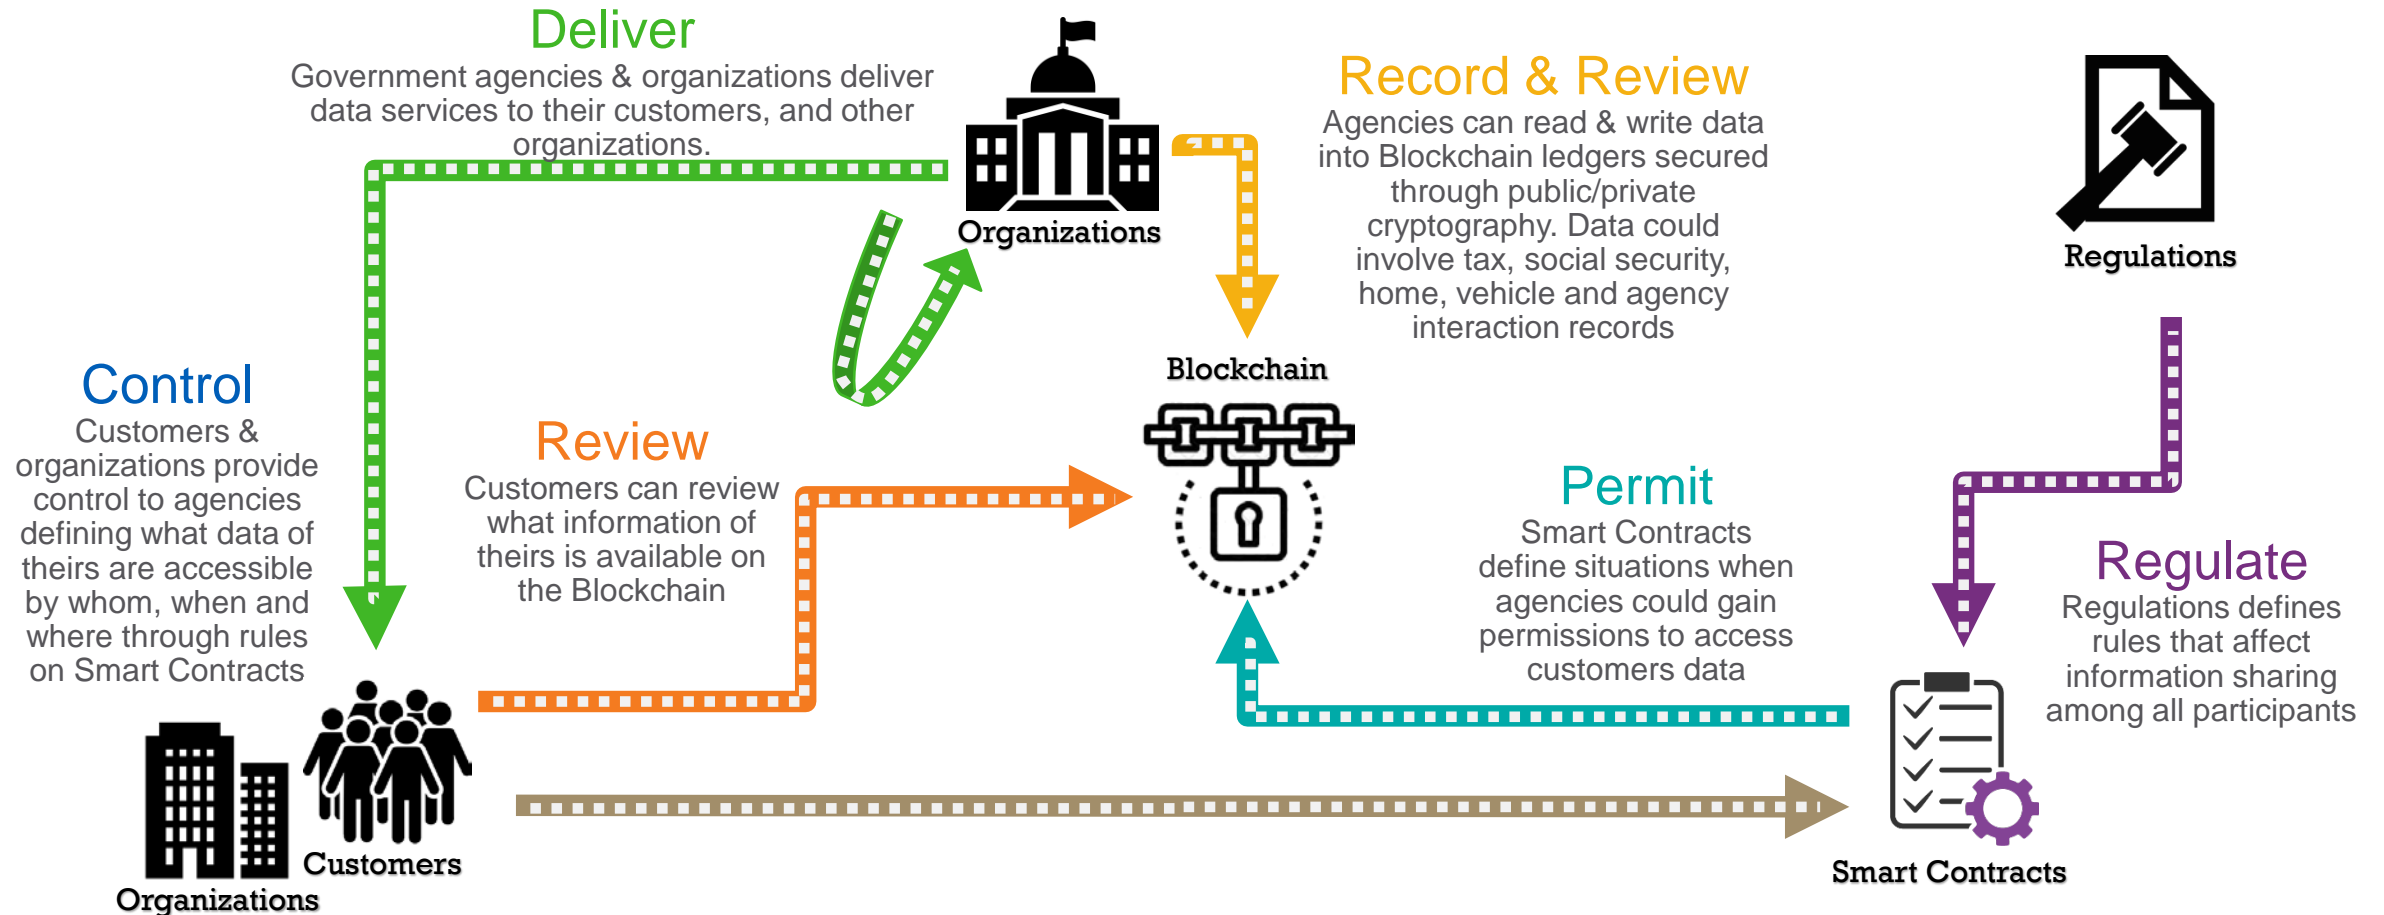 Deliver
Government agencies & organizations deliver
data services to their customers, and other
organizations.
Organizations
Record & Review
Agencies can read & write data
into Blockchain ledgers secured
through public/private
cryptography. Data could
involve tax, social security,
home, vehicle and agency
interaction records
Regulations
Control
Customers &
organizations provide
control to agencies
defining what data of
theirs are accessible
by whom, when and
where through rules
on Smart Contracts
Review
Customers can review
what information of
theirs is available on
the Blockchain
Blockchain
Permit
Smart Contracts
define situations when
agencies could gain
permissions to access
customers data
Regulate
Regulations defines
rules that affect
information sharing
among all participants
Customers
Organizations
Smart Contracts